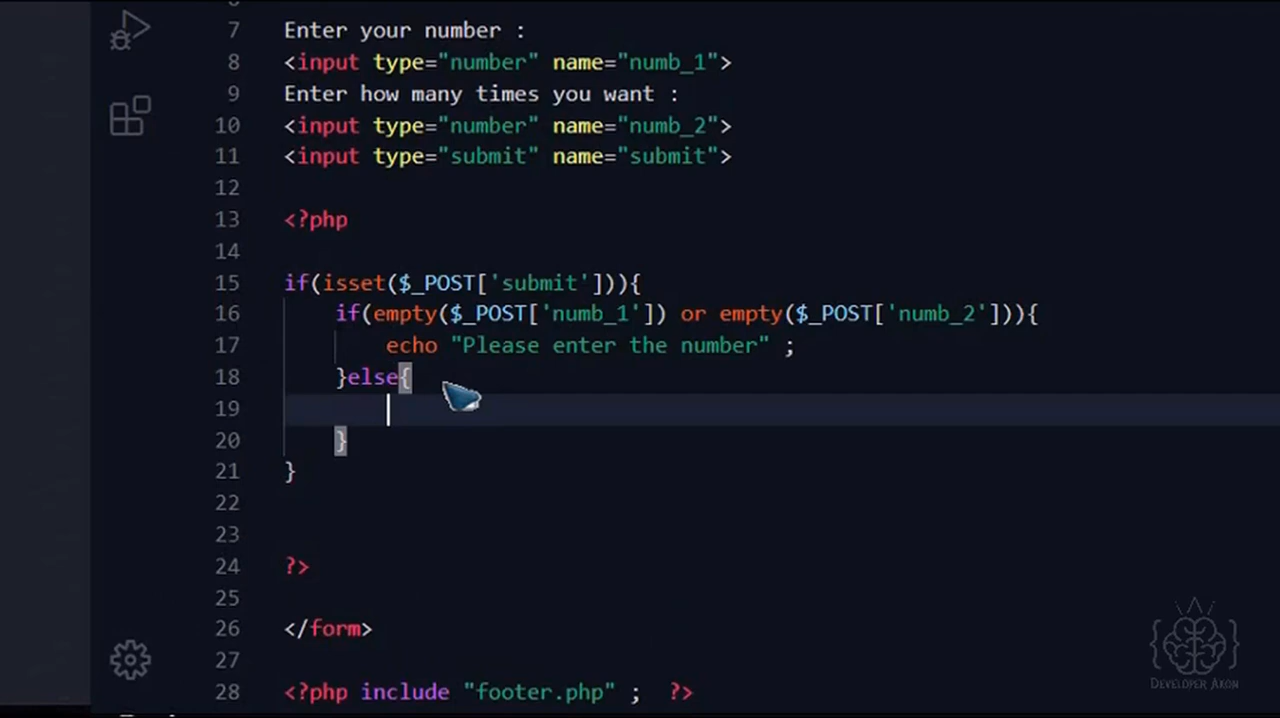 7 Enter your number :
8 <input type="number" name="numb_1">
9 Enter how many times you want :
10 <input type="number" name="numb_2">
11 <input type="submit" name="submit">
12
13 <?php
14
15 if(isset($_POST['submit'])){
16 if(empty($_POST['numb_1']) or empty($_POST['numb_2'])){
17 echo "Please enter the number" ;
18 }else{
19
20 }
21 }
22
23
24 ?>
25
26 </form>
27
28 <?php include "footer.php" ; ?>
DEVELOPER AKON